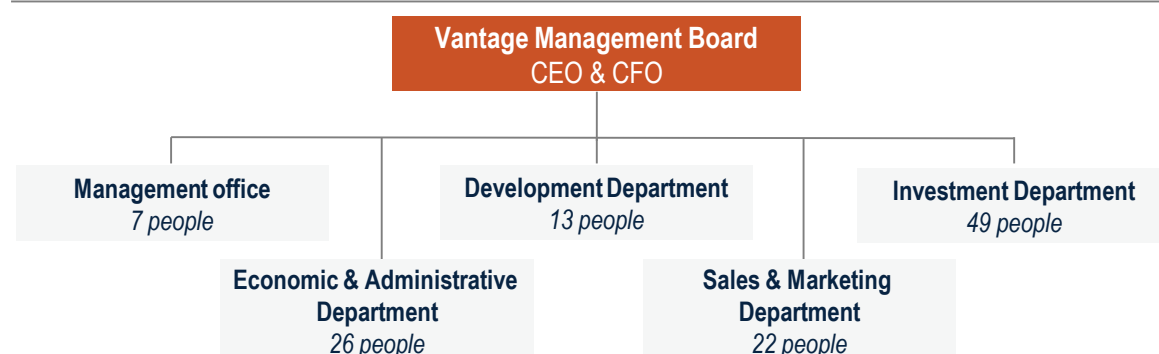 Vantage Management Board
CEO & CFO
Management office
7 people
Development Department
13 people
Investment Department
49 people
Economic & Administrative
Department
26 people
Sales & Marketing
Department
22 people